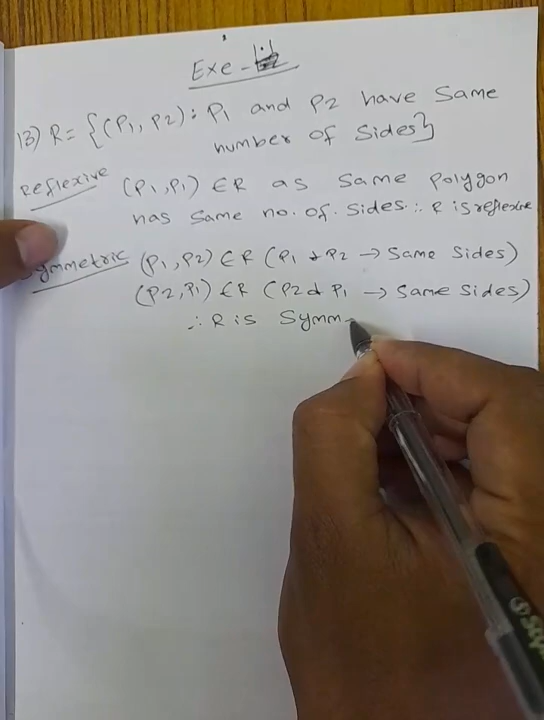 Exe -
13) R = {(P1, P2) : P1 and P2 have same
number of sides}
Reflexive (P1, P1) ∈ R as same polygon
has same no. of. sides ∴ R is reflexive
Symmetric (P1, P2) ∈ R (P1 & P2 → same sides)
(P2, P1) ∈ R (P2 & P1 → same sides)
∴ R is Symm